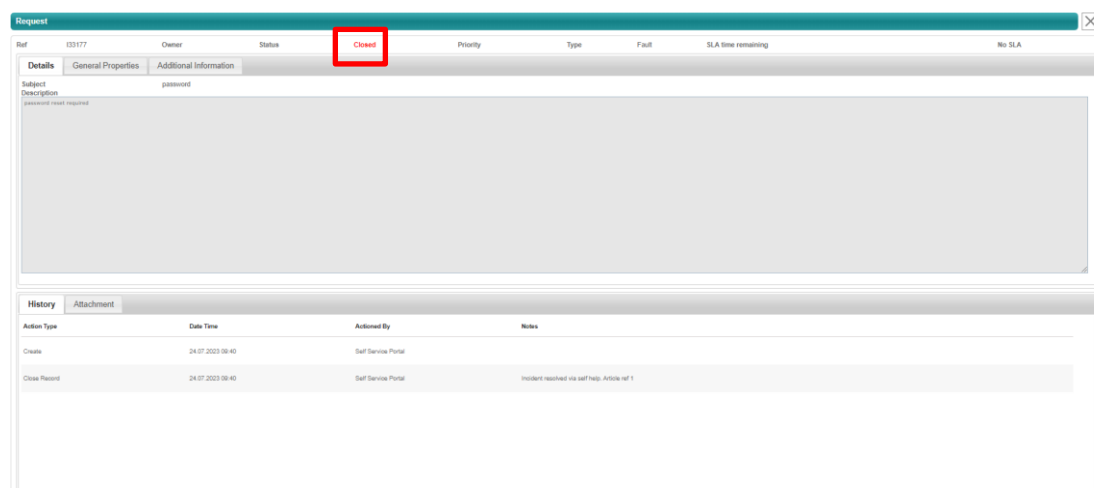 Request
Ref I33177 Owner Status Closed Priority Type Fault SLA time remaining No SLA
Details General Properties Additional Information
Subject password
Description
password reset required
History Attachment
Action Type Date Time Actioned By Notes
Create 24.07.2023 08:40 Self Service Portal
Close Record 24.07.2023 08:40 Self Service Portal Incident resolved via self help, Article ref 1